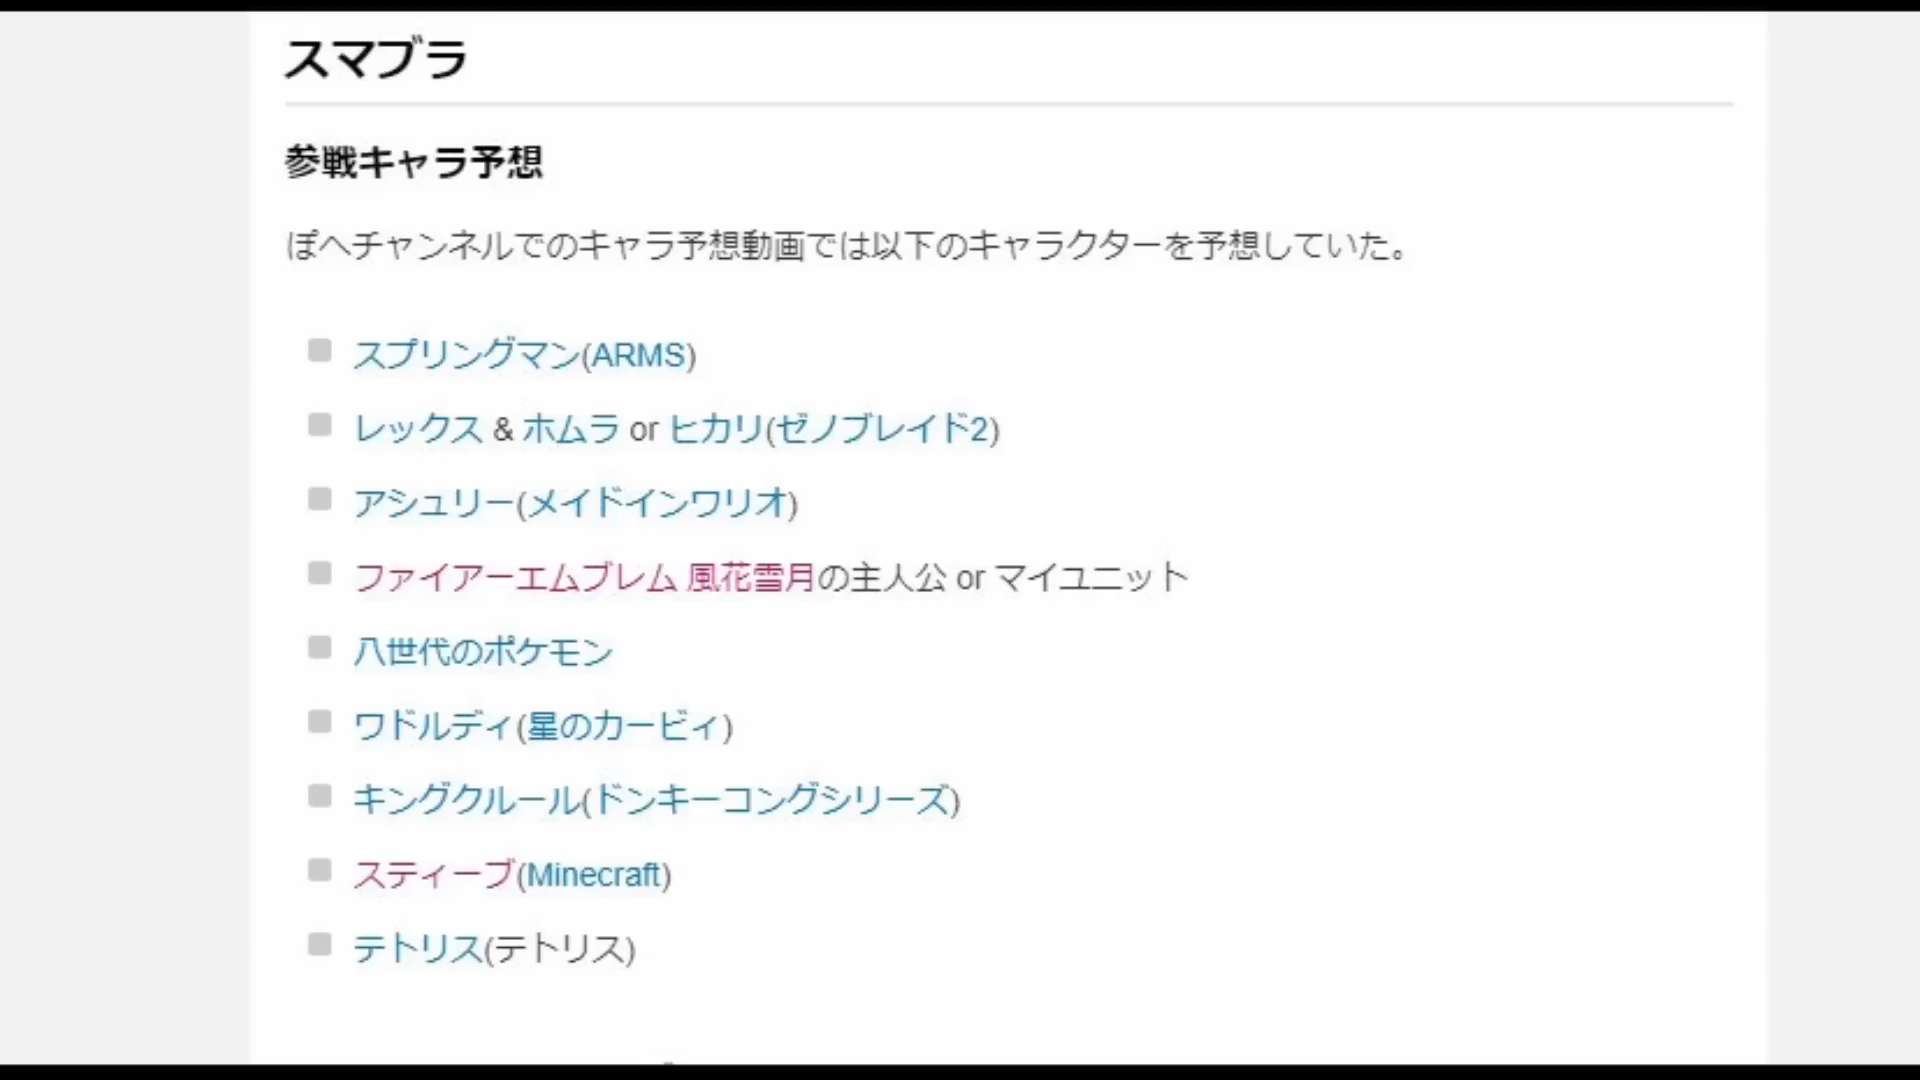 スマブラ
参戦キャラ予想
ぽへチャンネルでのキャラ予想動画では以下のキャラクターを予想していた。
スプリングマン(ARMS)
レックス & ホムラ or ヒカリ(ゼノブレイド2)
アシュリー(メイドインワリオ)
ファイアーエムブレム 風花雪月の主人公 or マイユニット
八世代のポケモン
ワドルディ(星のカービィ)
キングクルール(ドンキーコングシリーズ)
スティーブ(Minecraft)
テトリス(テトリス)